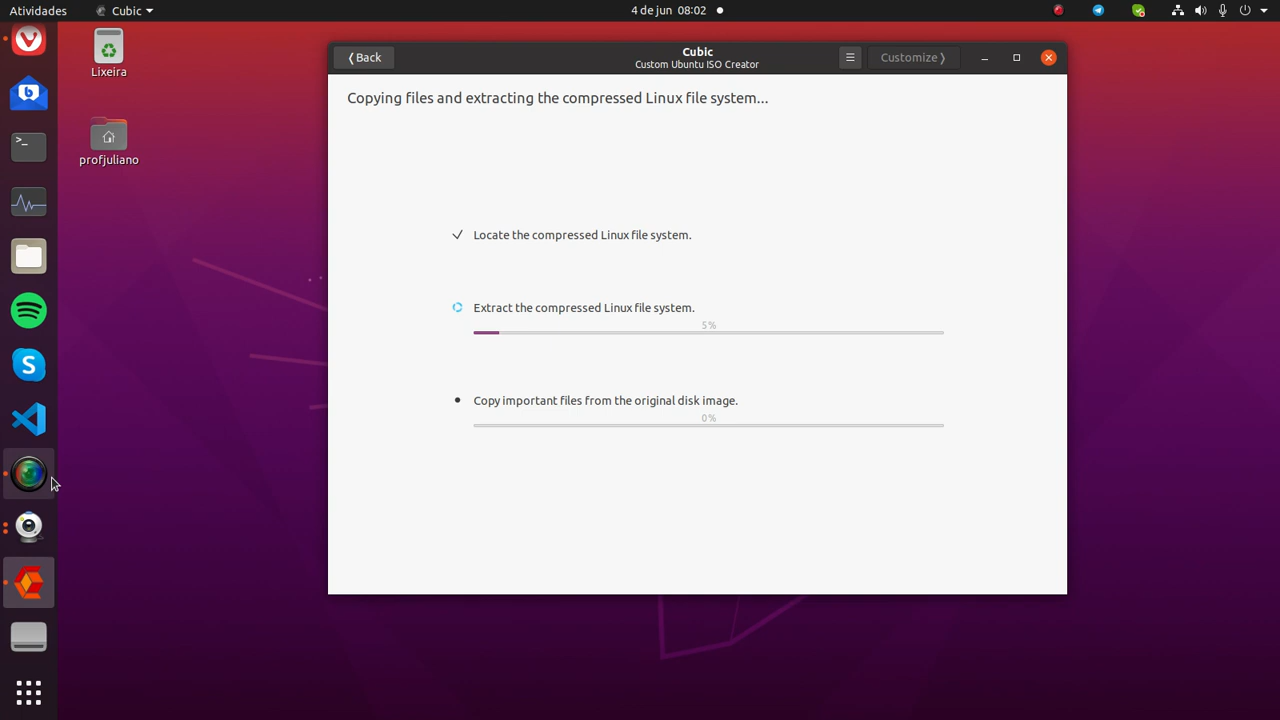 Atividades
Cubic
4 de jun 08:02
Lixeira
profjuliano
Back
Cubic
Custom Ubuntu ISO Creator
Customize
Copying files and extracting the compressed Linux file system...
Locate the compressed Linux file system.
Extract the compressed Linux file system.
5%
Copy important files from the original disk image.
0%